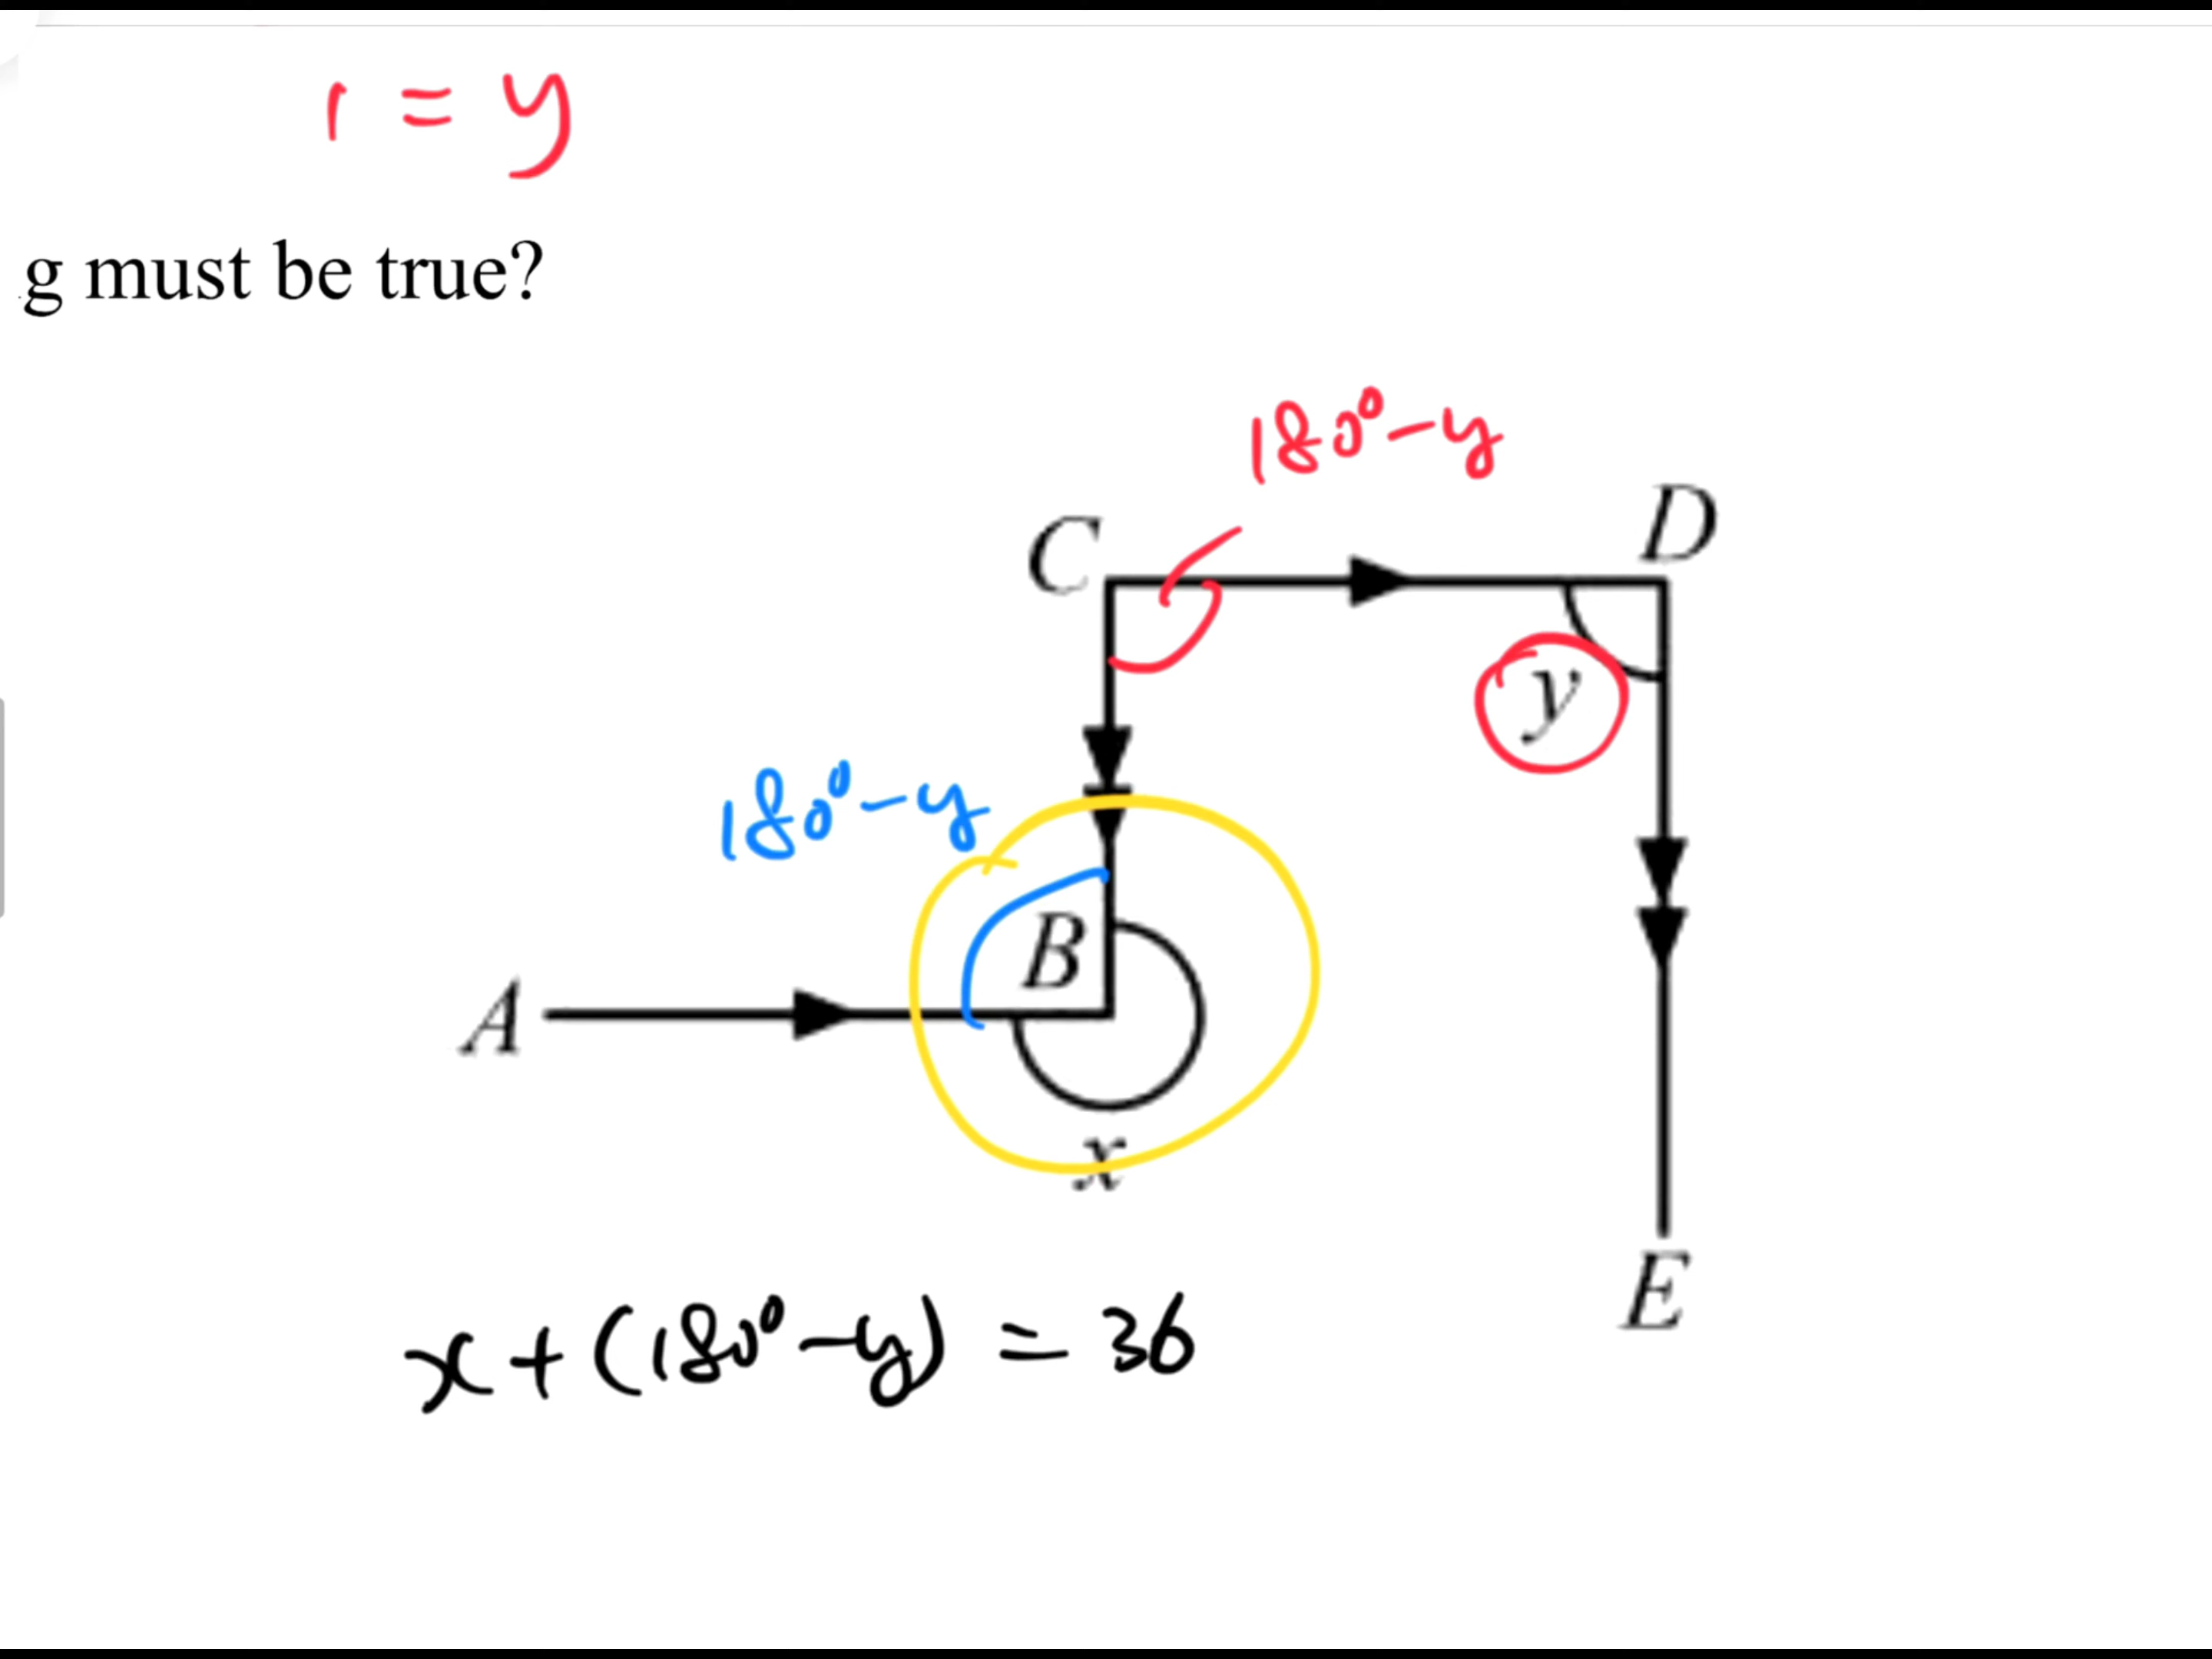 1 = y
g must be true?
180°-y
C
D
y
180°-y
B
A
x
E
x+(180°-y) = 36